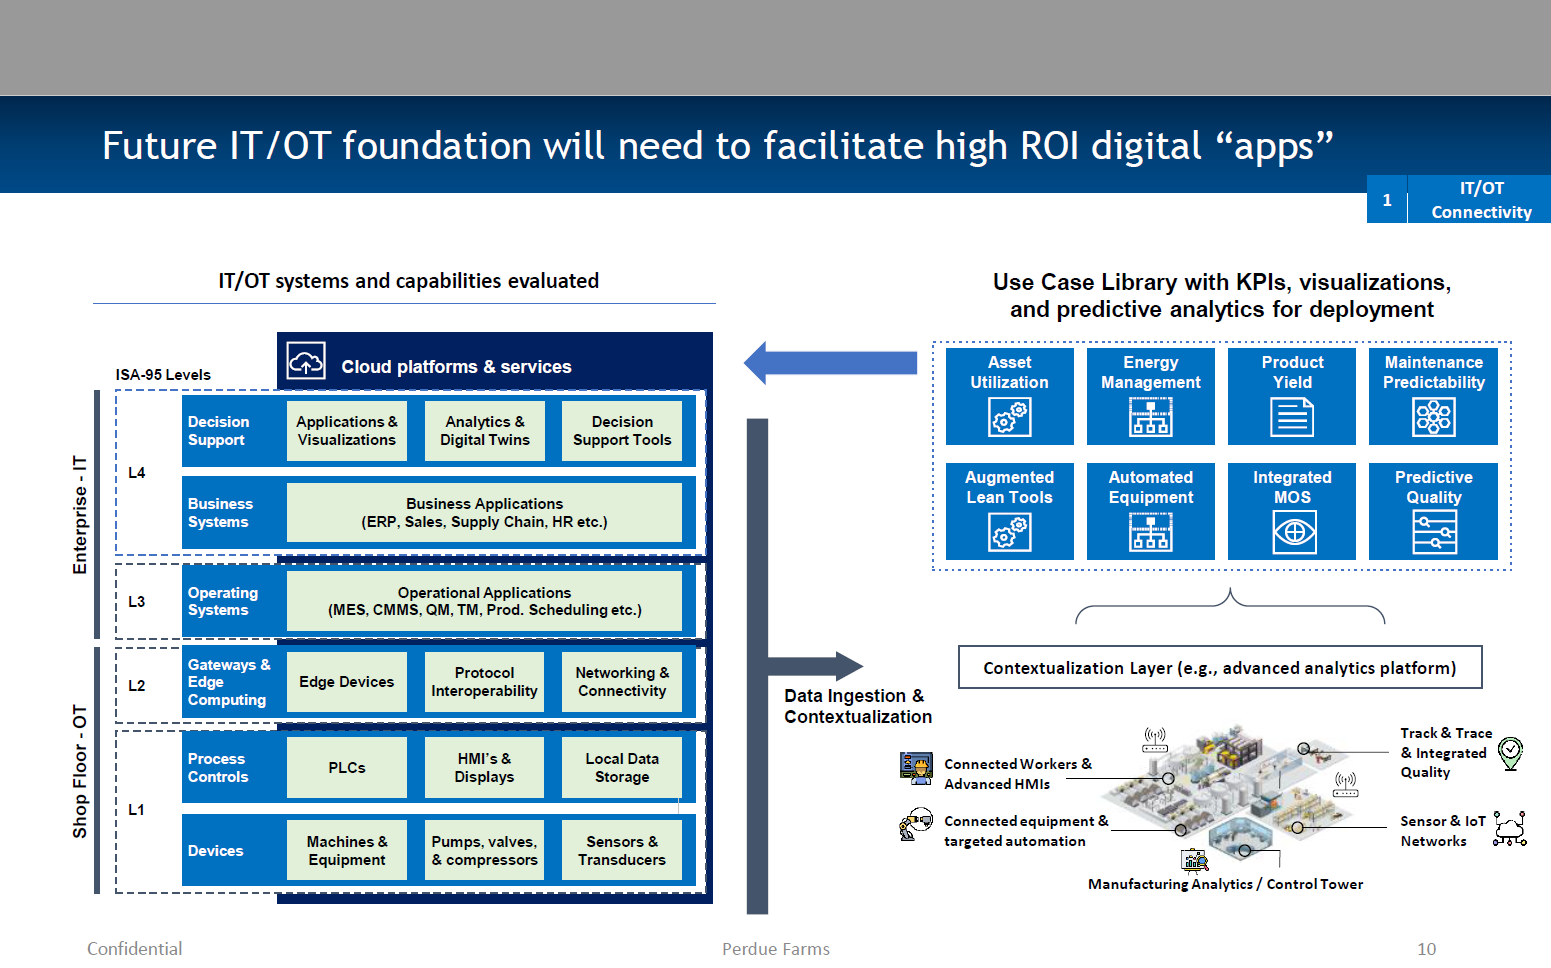 Future IT/OT foundation will need to facilitate high ROI digital “apps”
1
IT/OT
Connectivity
IT/OT systems and capabilities evaluated
ISA-95 Levels
Cloud platforms & services
Enterprise - IT
L4
Decision
Support
Applications &
Visualizations
Analytics &
Digital Twins
Decision
Support Tools
Business
Systems
Business Applications
(ERP, Sales, Supply Chain, HR etc.)
L3
Operating
Systems
Operational Applications
(MES, CMMS, QM, TM, Prod. Scheduling etc.)
Shop Floor - OT
L2
Gateways &
Edge
Computing
Edge Devices
Protocol
Interoperability
Networking &
Connectivity
L1
Process
Controls
PLCs
HMI’s &
Displays
Local Data
Storage
Devices
Machines &
Equipment
Pumps, valves,
& compressors
Sensors &
Transducers
Data Ingestion &
Contextualization
Use Case Library with KPIs, visualizations,
and predictive analytics for deployment
Asset
Utilization
Energy
Management
Product
Yield
Maintenance
Predictability
Augmented
Lean Tools
Automated
Equipment
Integrated
MOS
Predictive
Quality
Contextualization Layer (e.g., advanced analytics platform)
Connected Workers &
Advanced HMIs
Connected equipment &
targeted automation
Track & Trace
& Integrated
Quality
Sensor & IoT
Networks
Manufacturing Analytics / Control Tower
Confidential
Perdue Farms
10